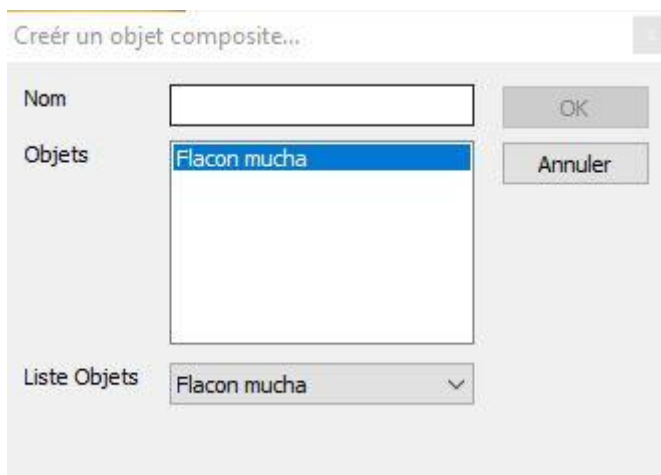 Creér un objet composite...
Nom
OK
Objets
Flacon mucha
Annuler
Liste Objets
Flacon mucha